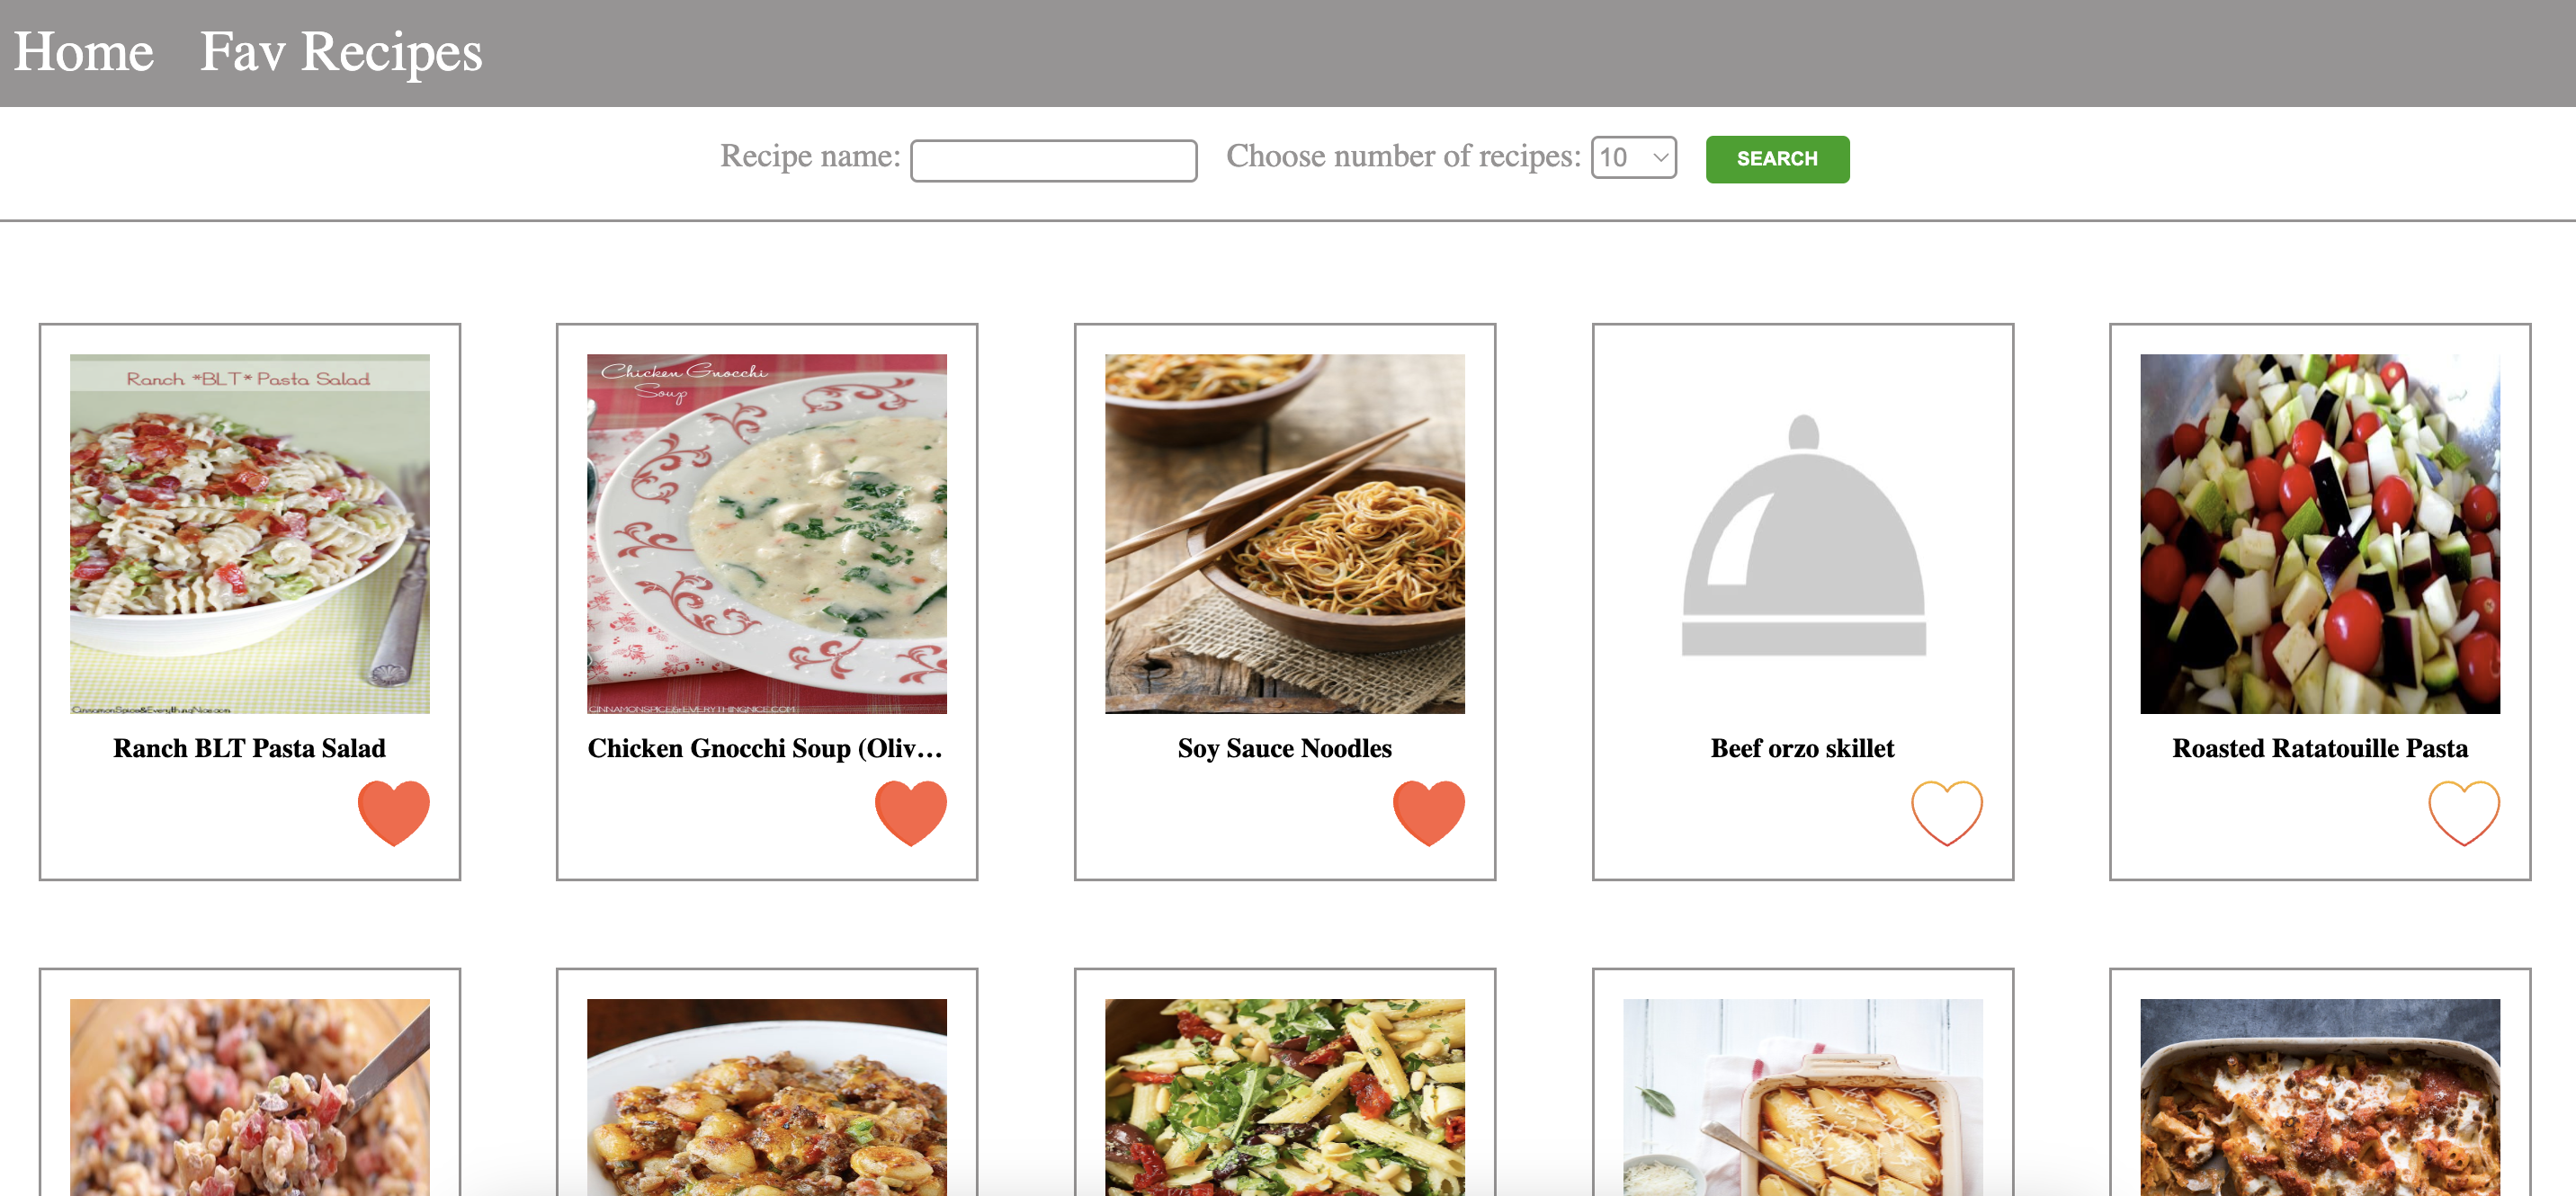 Home Fav Recipes
Recipe name: Choose number of recipes: 10 SEARCH
Ranch *BLT* Pasta Salad
CinnamonSpice&EverythingNice.com
Chicken Gnocchi
Soup
CINNAMONSPICE&EVERYTHINGNICE.COM
Ranch BLT Pasta Salad
Chicken Gnocchi Soup (Oliv...
Soy Sauce Noodles
Beef orzo skillet
Roasted Ratatouille Pasta